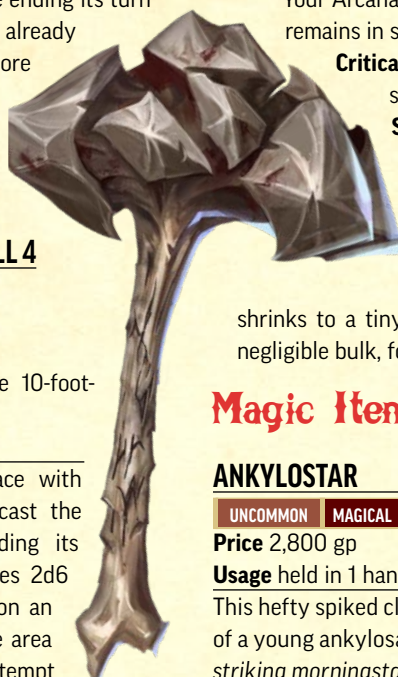 e ending its turn
already
ore
LL 4
e 10-foot-
ace with
cast the
ding its
es 2d6
on an
e area
tempt
Your Arcana
remains in s
Critica
s
S
shrinks to a tiny
negligible bulk, fo
Magic Item
ANKYLOSTAR
UNCOMMON MAGICAL
Price 2,800 gp
Usage held in 1 han
This hefty spiked cl
of a young ankylosa
striking morningsta